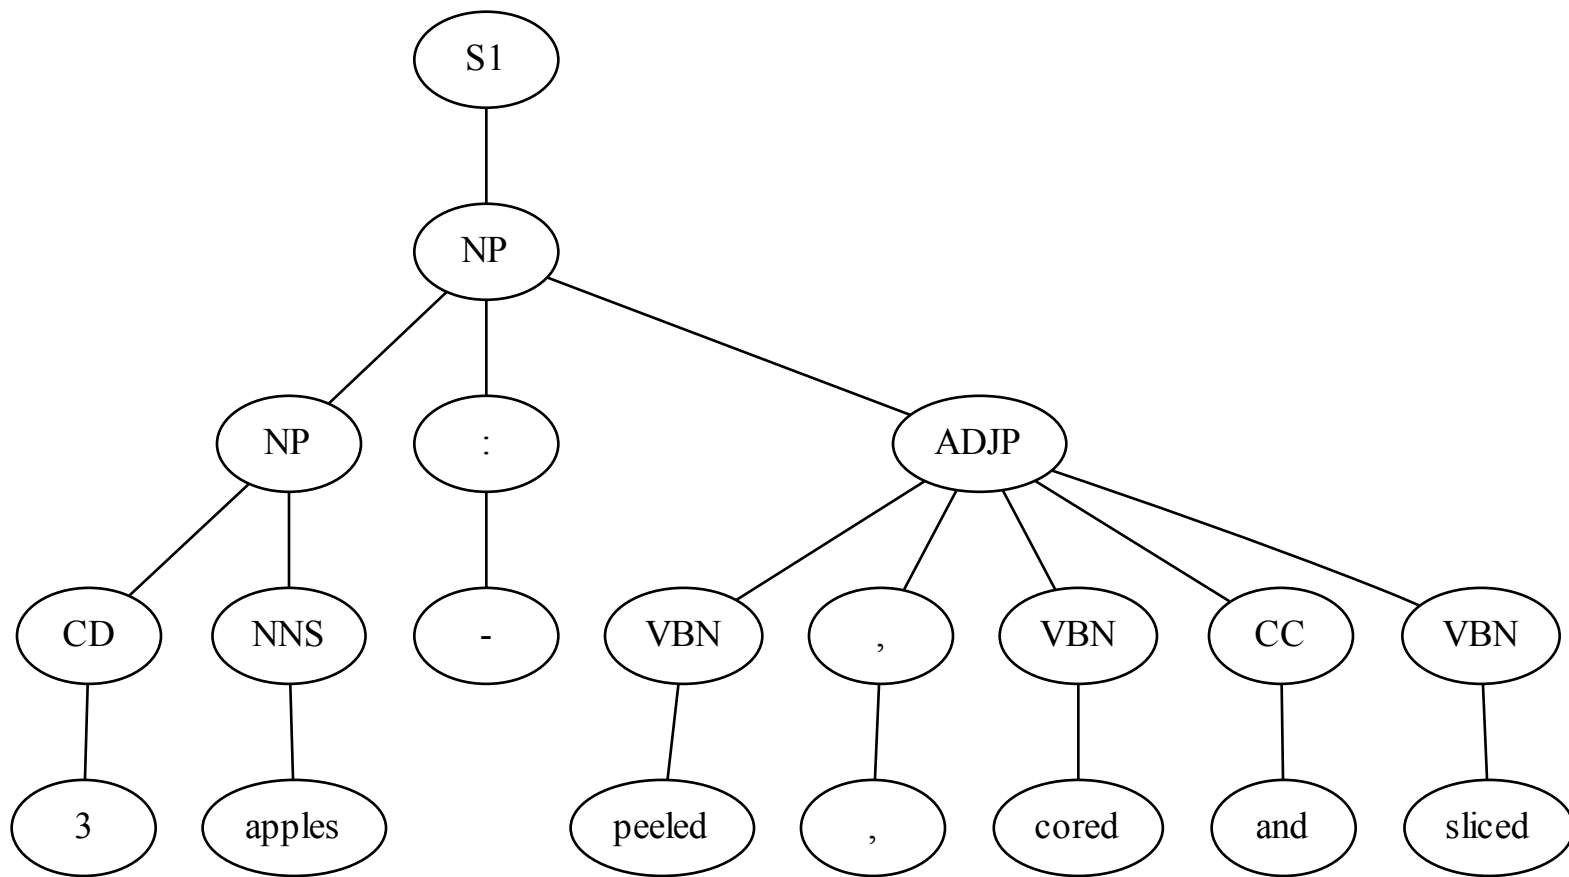 S1
NP
NP : ADJP
CD NNS - VBN , VBN CC VBN
3 apples peeled , cored and sliced